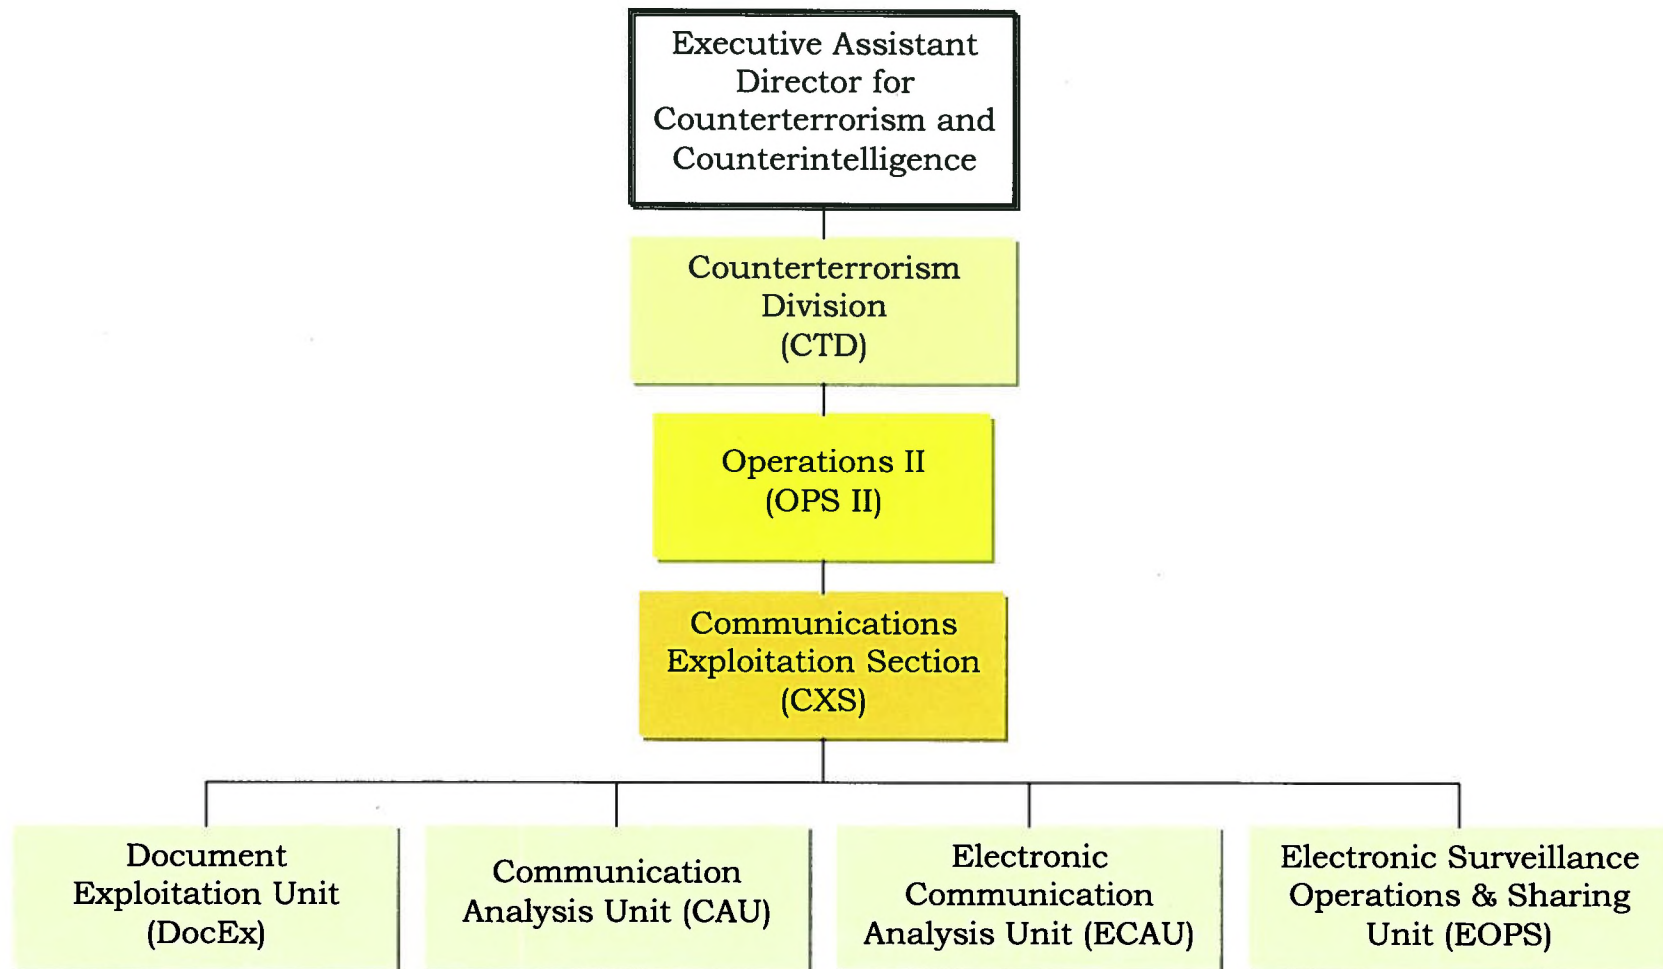 Executive Assistant
Director for
Counterterrorism and
Counterintelligence
Counterterrorism
Division
(CTD)
Operations II
(OPS II)
Communications
Exploitation Section
(CXS)
Document
Exploitation Unit
(DocEx)
Communication
Analysis Unit (CAU)
Electronic
Communication
Analysis Unit (ECAU)
Electronic Surveillance
Operations & Sharing
Unit (EOPS)